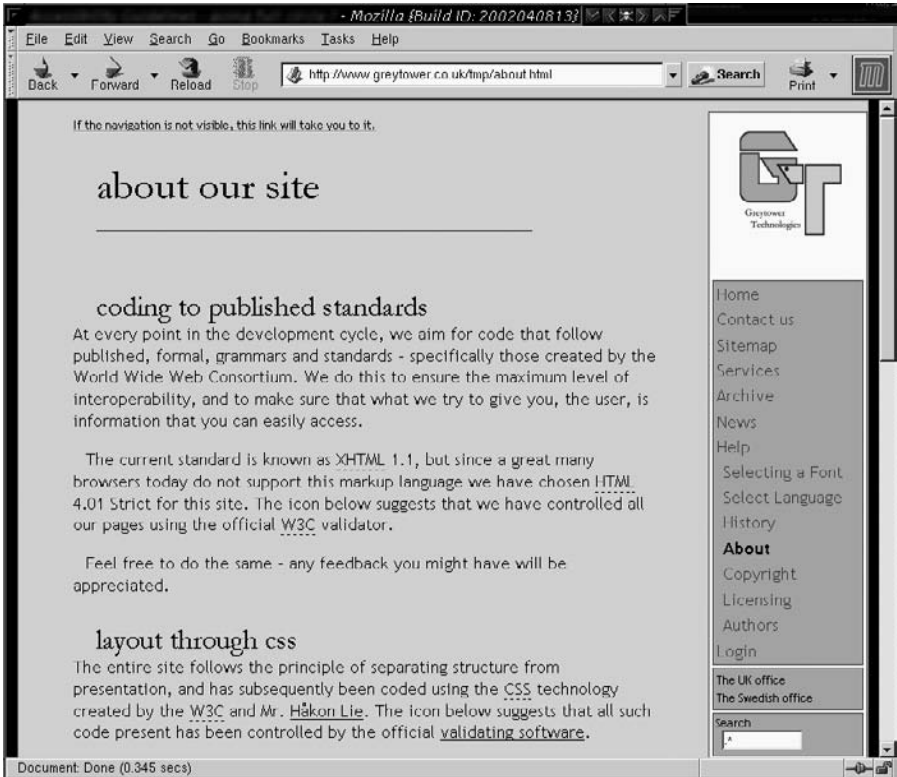 - Mozilla {Build ID: 2002040813}
File Edit View Search Go Bookmarks Tasks Help
Back Forward Reload Stop http://www.greytower.co.uk/tmp/about.html Search Print
If the navigation is not visible, this link will take you to it.
about our site
coding to published standards
At every point in the development cycle, we aim for code that follow
published, formal, grammars and standards - specifically those created by the
World Wide Web Consortium. We do this to ensure the maximum level of
interoperability, and to make sure that what we try to give you, the user, is
information that you can easily access.
The current standard is known as XHTML 1.1, but since a great many
browsers today do not support this markup language we have chosen HTML
4.01 Strict for this site. The icon below suggests that we have controlled all
our pages using the official W3C validator.
Feel free to do the same - any feedback you might have will be
appreciated.
layout through css
The entire site follows the principle of separating structure from
presentation, and has subsequently been coded using the CSS technology
created by the W3C and Mr. Håkon Lie. The icon below suggests that all such
code present has been controlled by the official validating software.
GT
Greytower
Technologies
Home
Contact us
Sitemap
Services
Archive
News
Help
Selecting a Font
Select Language
History
About
Copyright
Licensing
Authors
Login
The UK office
The Swedish office
Search
.*
Document: Done (0.345 secs)